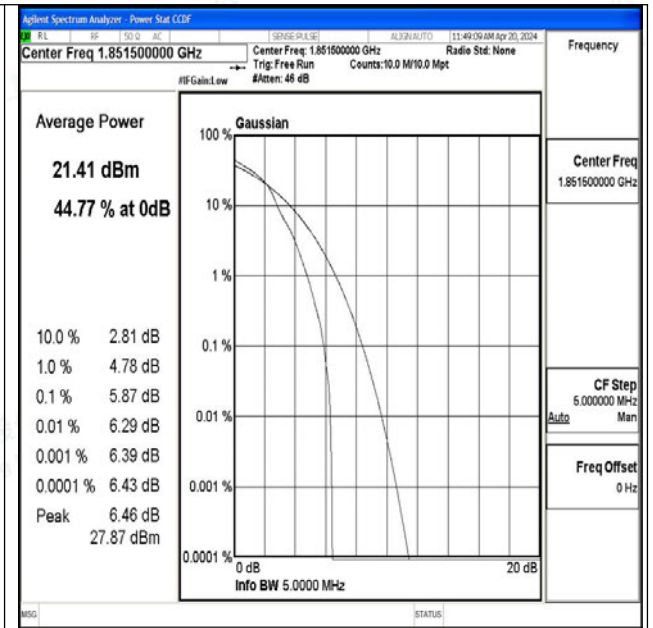 Agilent Spectrum Analyzer - Power Stat CCDF
RL RF 50 Ω AC SENSE:PULSE ALIGN AUTO 11:49:09 AM Apr 20, 2024
Center Freq 1.851500000 GHz
Center Freq: 1.851500000 GHz
Radio Std: None
Trig: Free Run
Counts:10.0 M/10.0 Mpt
#IFGain:Low
#Atten: 46 dB
Frequency
Average Power
21.41 dBm
44.77 % at 0dB
10.0 % 2.81 dB
1.0 % 4.78 dB
0.1 % 5.87 dB
0.01 % 6.29 dB
0.001 % 6.39 dB
0.0001 % 6.43 dB
Peak 6.46 dB
27.87 dBm
Gaussian
100 %
10 %
1 %
0.1 %
0.01 %
0.001 %
0.0001 %
0 dB
20 dB
Info BW 5.0000 MHz
Center Freq
1.851500000 GHz
CF Step
5.000000 MHz
Auto Man
Freq Offset
0 Hz
MSG
STATUS